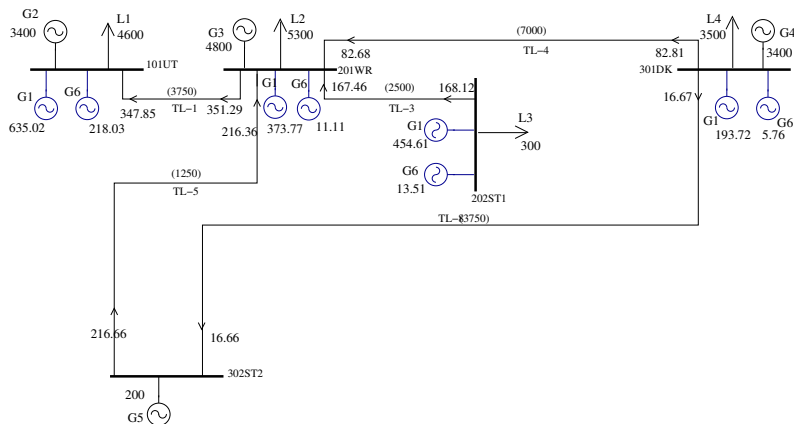 G2
3400
L1
4600
G3
4800
L2
5300
(7000)
TL−4
L4
3500
G4
3400
82.68
82.81
101UT
201WR
301DK
G1
G6
(3750)
TL−1
347.85
351.29
G1
G6
167.46
(2500)
TL−3
168.12
16.67
635.02
218.03
216.36
373.77
11.11
G1
454.61
L3
300
G1
193.72
G6
5.76
G6
13.51
202ST1
(1250)
TL−5
TL−8(3750)
216.66
16.66
302ST2
200
G5